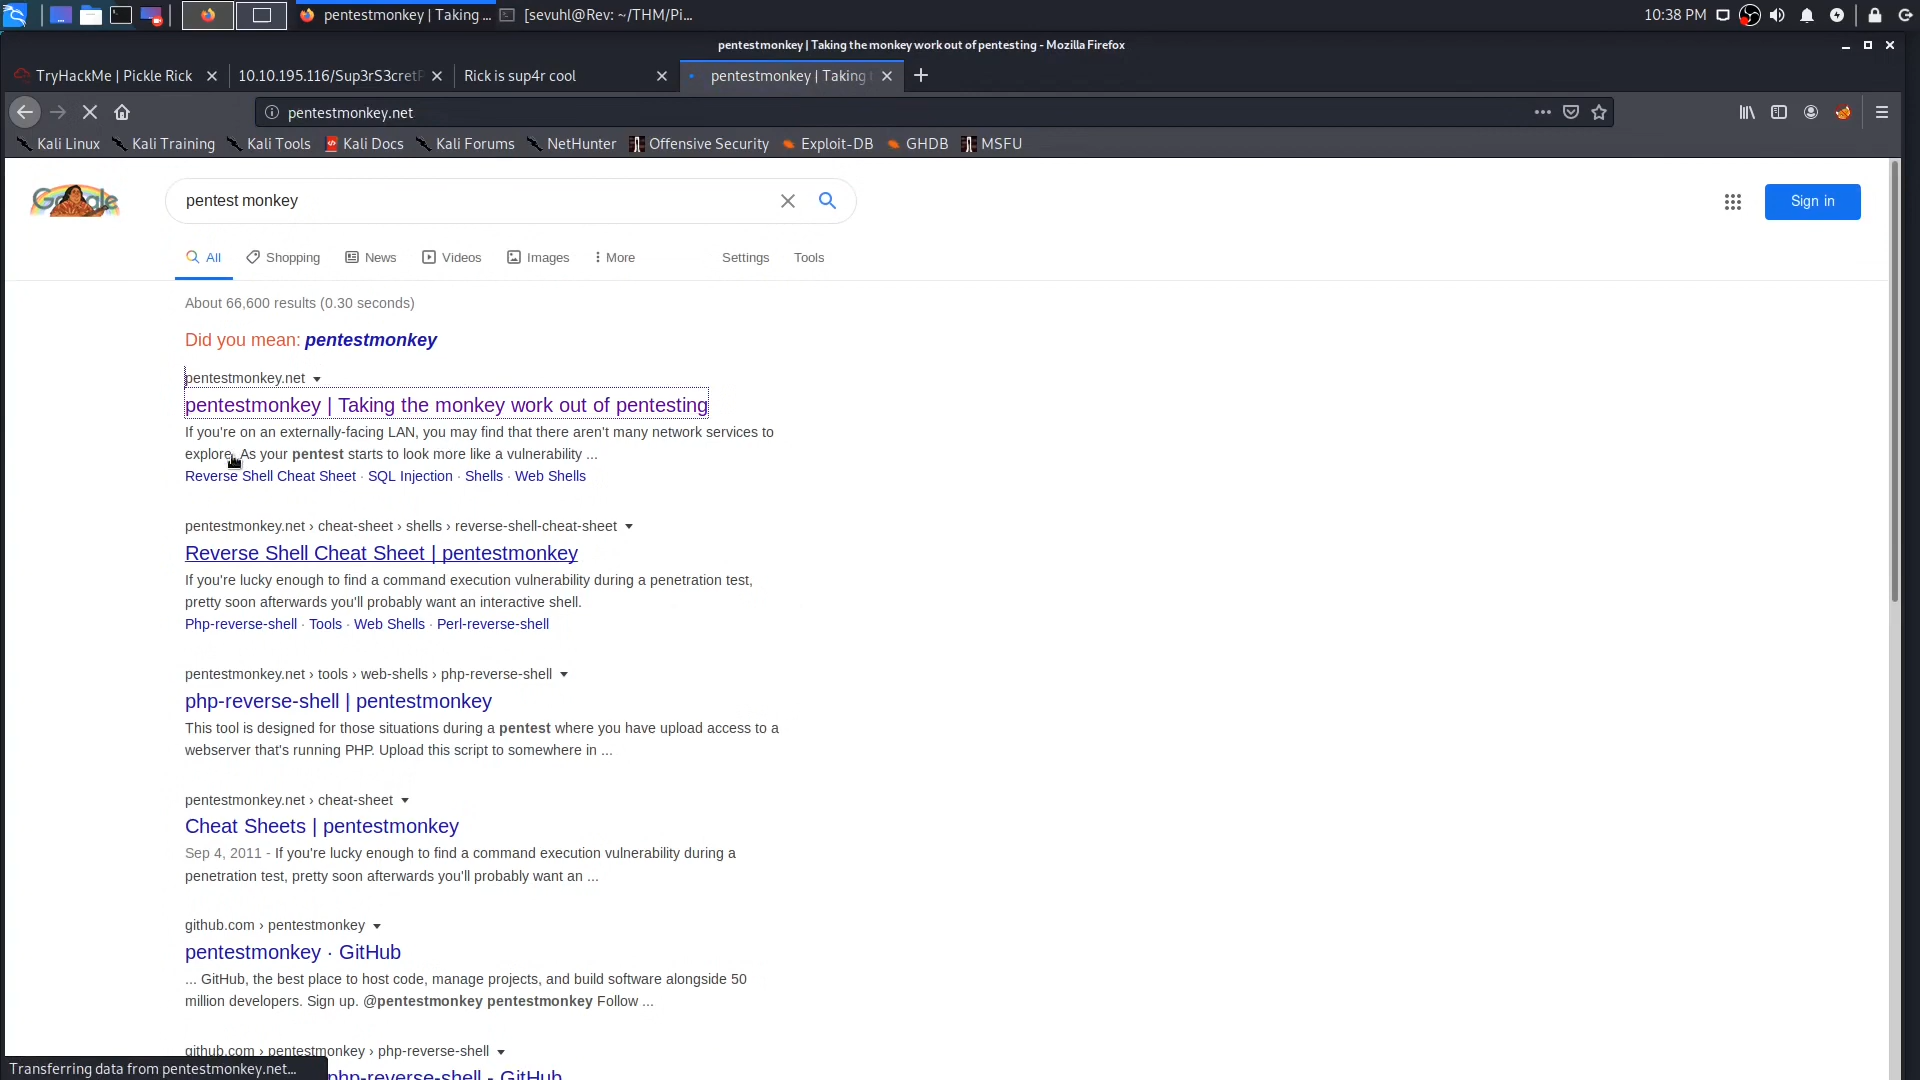 pentestmonkey | Taking ...
[sevuhl@Rev: ~/THM/Pi...
10:38 PM
pentestmonkey | Taking the monkey work out of pentesting - Mozilla Firefox
TryHackMe | Pickle Rick
10.10.195.116/Sup3rS3cret
Rick is sup4r cool
pentestmonkey | Taking
pentestmonkey.net
Kali Linux
Kali Training
Kali Tools
Kali Docs
Kali Forums
NetHunter
Offensive Security
Exploit-DB
GHDB
MSFU
pentest monkey
Sign in
All
Shopping
News
Videos
Images
More
Settings
Tools
About 66,600 results (0.30 seconds)
Did you mean: pentestmonkey
pentestmonkey.net
pentestmonkey | Taking the monkey work out of pentesting
If you're on an externally-facing LAN, you may find that there aren't many network services to
explore. As your pentest starts to look more like a vulnerability ...
Reverse Shell Cheat Sheet · SQL Injection · Shells · Web Shells
pentestmonkey.net › cheat-sheet › shells › reverse-shell-cheat-sheet
Reverse Shell Cheat Sheet | pentestmonkey
If you're lucky enough to find a command execution vulnerability during a penetration test,
pretty soon afterwards you'll probably want an interactive shell.
Php-reverse-shell · Tools · Web Shells · Perl-reverse-shell
pentestmonkey.net › tools › web-shells › php-reverse-shell
php-reverse-shell | pentestmonkey
This tool is designed for those situations during a pentest where you have upload access to a
webserver that's running PHP. Upload this script to somewhere in ...
pentestmonkey.net › cheat-sheet
Cheat Sheets | pentestmonkey
Sep 4, 2011 - If you're lucky enough to find a command execution vulnerability during a
penetration test, pretty soon afterwards you'll probably want an ...
github.com › pentestmonkey
pentestmonkey · GitHub
... GitHub, the best place to host code, manage projects, and build software alongside 50
million developers. Sign up. @pentestmonkey pentestmonkey Follow ...
github.com › pentestmonkey › php-reverse-shell
php-reverse-shell - GitHub
Transferring data from pentestmonkey.net...